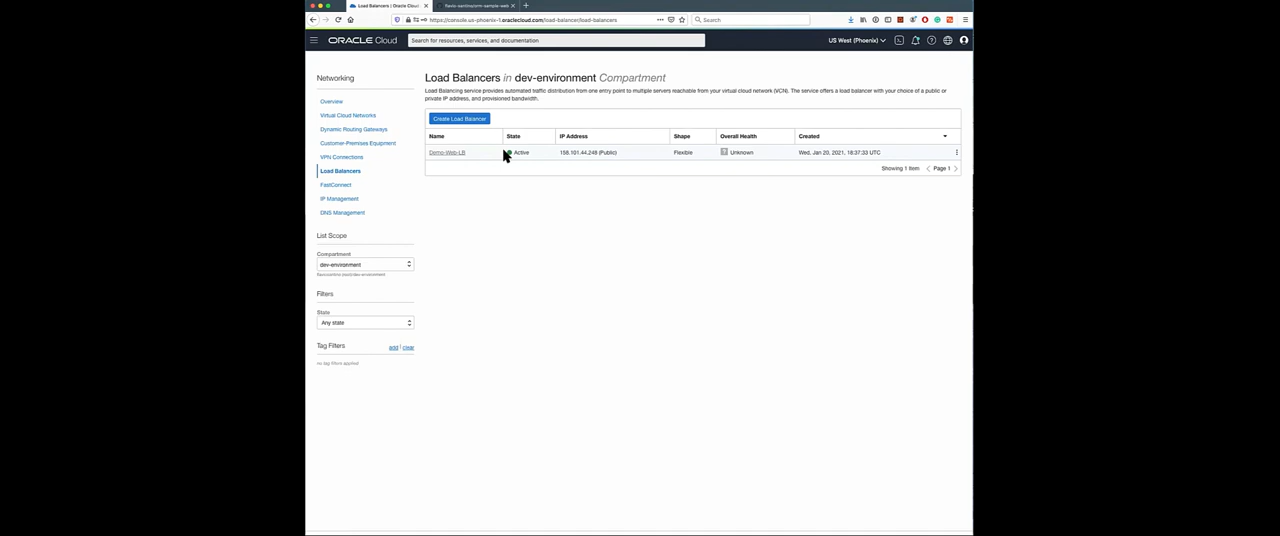 Load Balancers | Oracle Cloud
flavio-santino/oram-sample-web
https://console.us-phoenix-1.oraclecloud.com/load-balancer/load-balancers
Search
ORACLE Cloud
Search for resources, services, and documentation
US West (Phoenix)
Networking
Overview
Virtual Cloud Networks
Dynamic Routing Gateways
Customer-Premises Equipment
VPN Connections
Load Balancers
FastConnect
IP Management
DNS Management
List Scope
Compartment
dev-environment
Filters
State
Any state
Tag Filters
add | clear
no tag filters applied
Load Balancers in dev-environment Compartment
Load Balancing service provides automated traffic distribution from one entry point to multiple servers reachable from your virtual cloud network (VCN). The service offers a load balancer with your choice of a public or
private IP address, and provisioned bandwidth.
Create Load Balancer
Name State IP Address Shape Overall Health Created
Demo-Web-LB Active 158.101.44.248 (Public) Flexible Unknown Wed, Jan 20, 2021, 18:37:33 UTC
Showing 1 Item Page 1